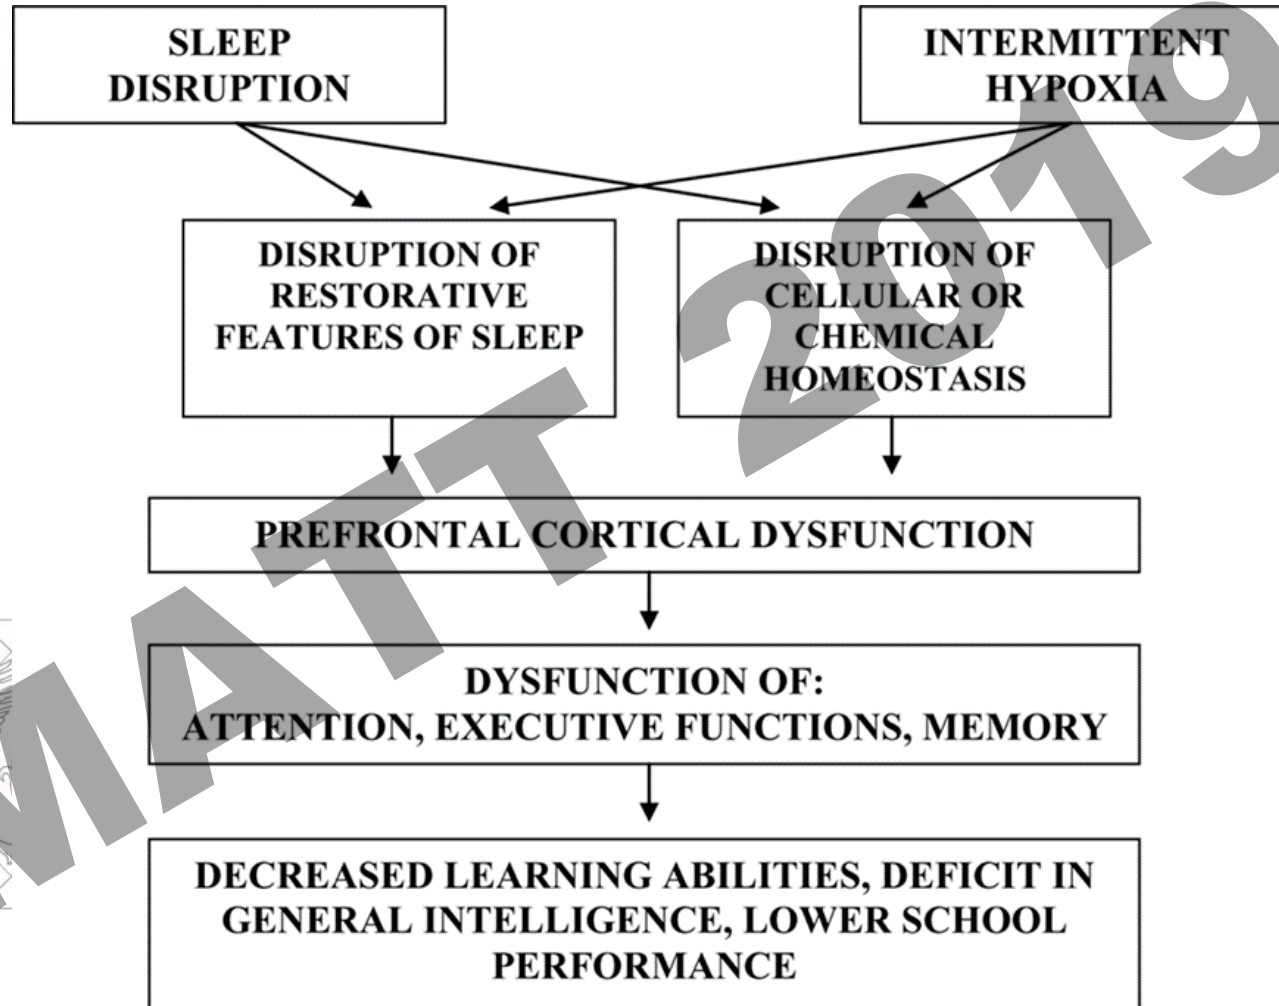 SLEEP
DISRUPTION
INTERMITTENT
HYPOXIA
DISRUPTION OF
RESTORATIVE
FEATURES OF SLEEP
DISRUPTION OF
CELLULAR OR
CHEMICAL
HOMEOSTASIS
PREFRONTAL CORTICAL DYSFUNCTION
DYSFUNCTION OF:
ATTENTION, EXECUTIVE FUNCTIONS, MEMORY
DECREASED LEARNING ABILITIES, DEFICIT IN
GENERAL INTELLIGENCE, LOWER SCHOOL
PERFORMANCE
MATT 2019